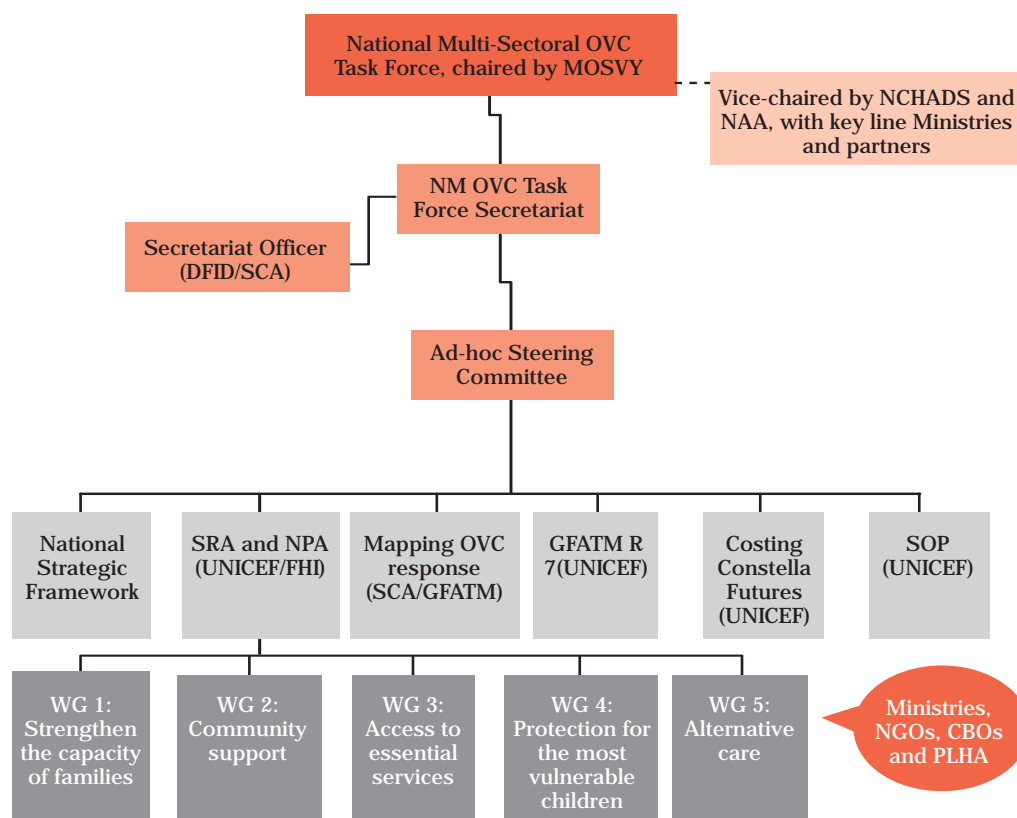 National Multi-Sectoral OVC
Task Force, chaired by MOSVY
Vice-chaired by NCHADS and
NAA, with key line Ministries
and partners
NM OVC Task
Force Secretariat
Secretariat Officer
(DFID/SCA)
Ad-hoc Steering
Committee
National
Strategic
Framework
SRA and NPA
(UNICEF/FHI)
Mapping OVC
response
(SCA/GFATM)
GFATM R
7(UNICEF)
Costing
Constella
Futures
(UNICEF)
SOP
(UNICEF)
WG 1:
Strengthen
the capacity
of families
WG 2:
Community
support
WG 3:
Access to
essential
services
WG 4:
Protection for
the most
vulnerable
children
WG 5:
Alternative
care
Ministries,
NGOs, CBOs
and PLHA